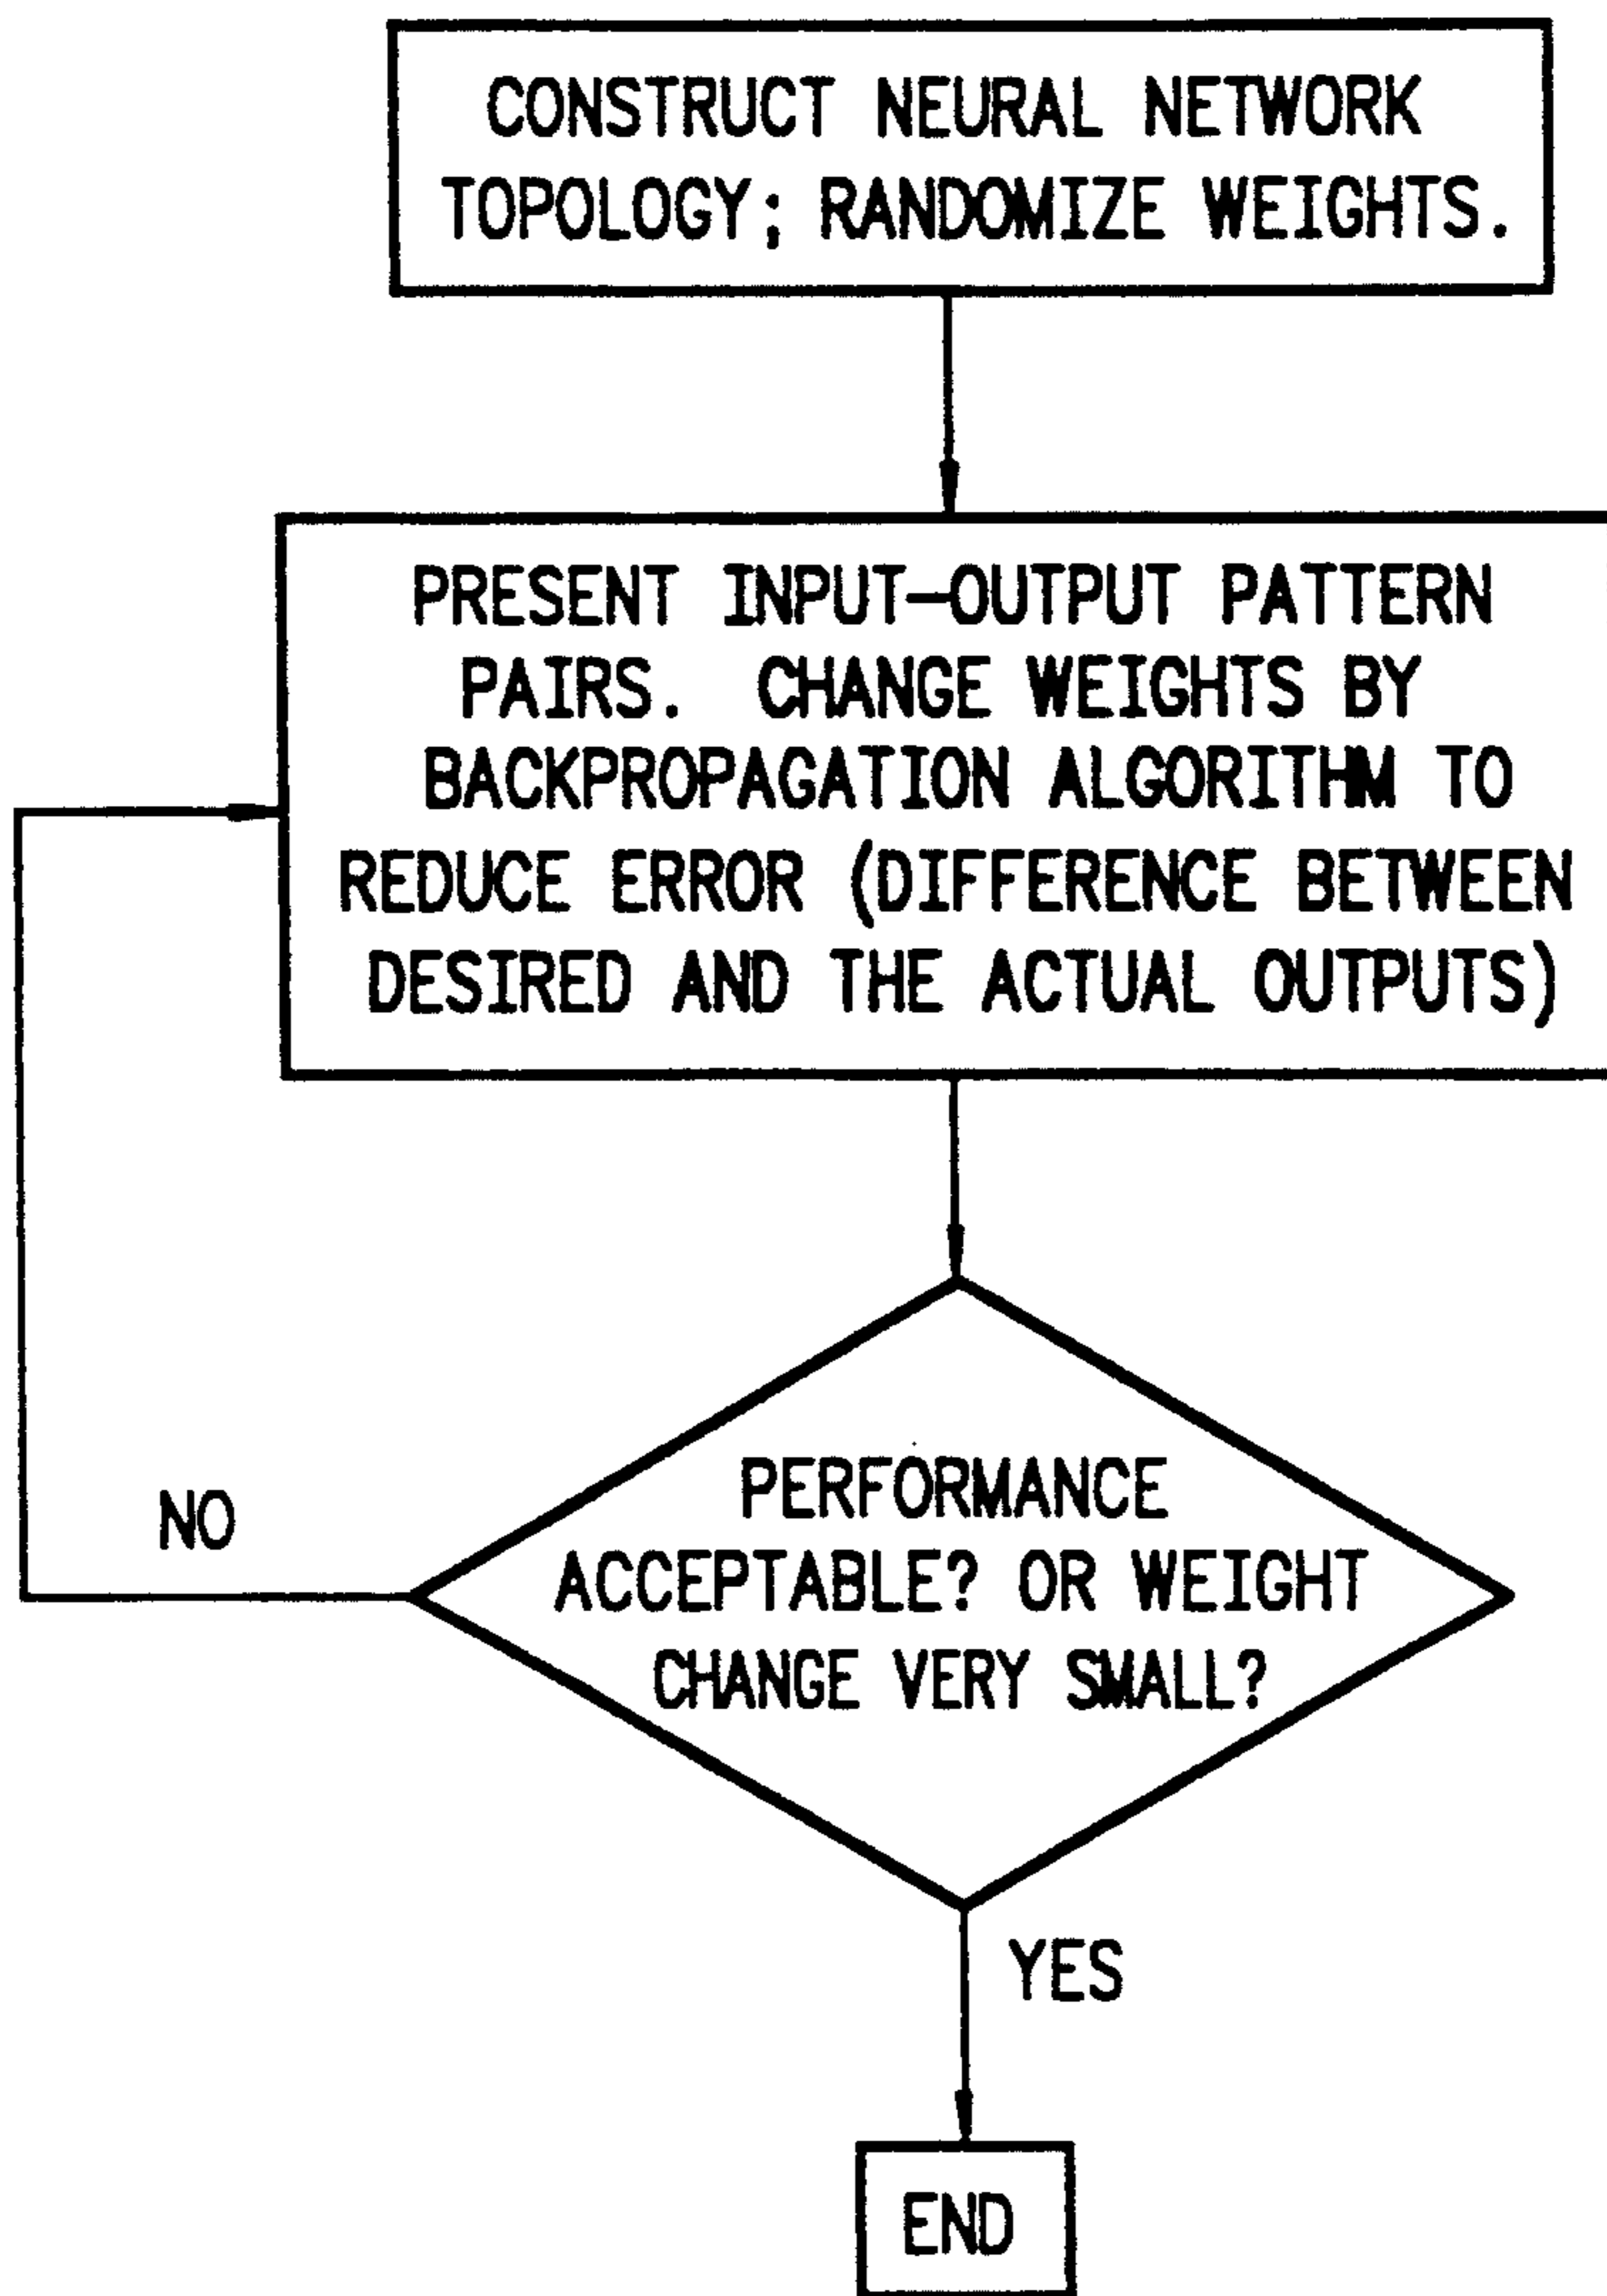 CONSTRUCT NEURAL NETWORK
TOPOLOGY; RANDOMIZE WEIGHTS.
PRESENT INPUT-OUTPUT PATTERN
PAIRS. CHANGE WEIGHTS BY
BACKPROPAGATION ALGORITHM TO
REDUCE ERROR (DIFFERENCE BETWEEN
DESIRED AND THE ACTUAL OUTPUTS)
PERFORMANCE
ACCEPTABLE? OR WEIGHT
CHANGE VERY SMALL?
NO
YES
END